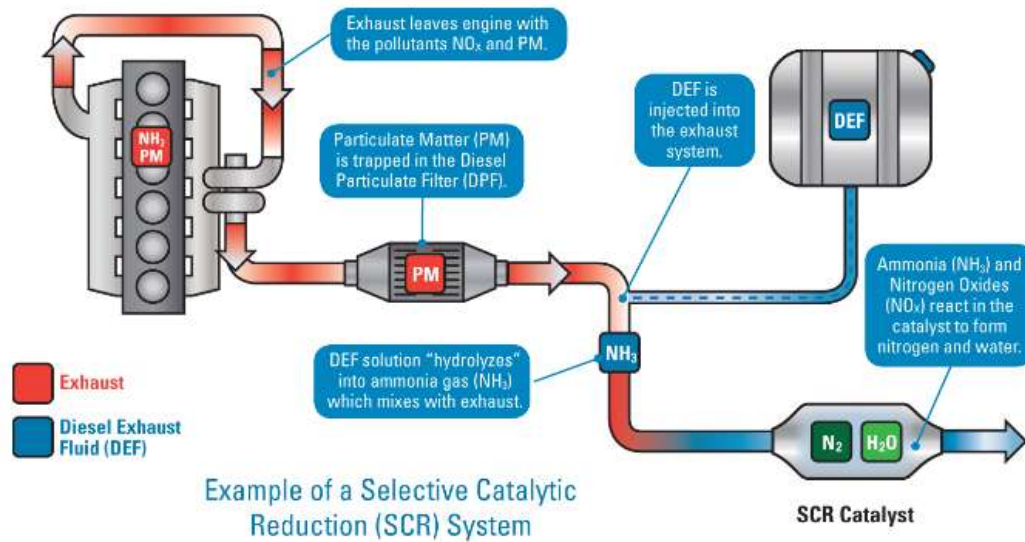 Exhaust leaves engine with
the pollutants NOx and PM.
DEF is
injected into
the exhaust
system.
DEF
NH3
PM
Particulate Matter (PM)
is trapped in the Diesel
Particulate Filter (DPF).
PM
Ammonia (NH3) and
Nitrogen Oxides
(NOx) react in the
catalyst to form
nitrogen and water.
NH3
DEF solution "hydrolyzes"
into ammonia gas (NH3)
which mixes with exhaust.
Exhaust
Diesel Exhaust
Fluid (DEF)
N2
H2O
Example of a Selective Catalytic
Reduction (SCR) System
SCR Catalyst